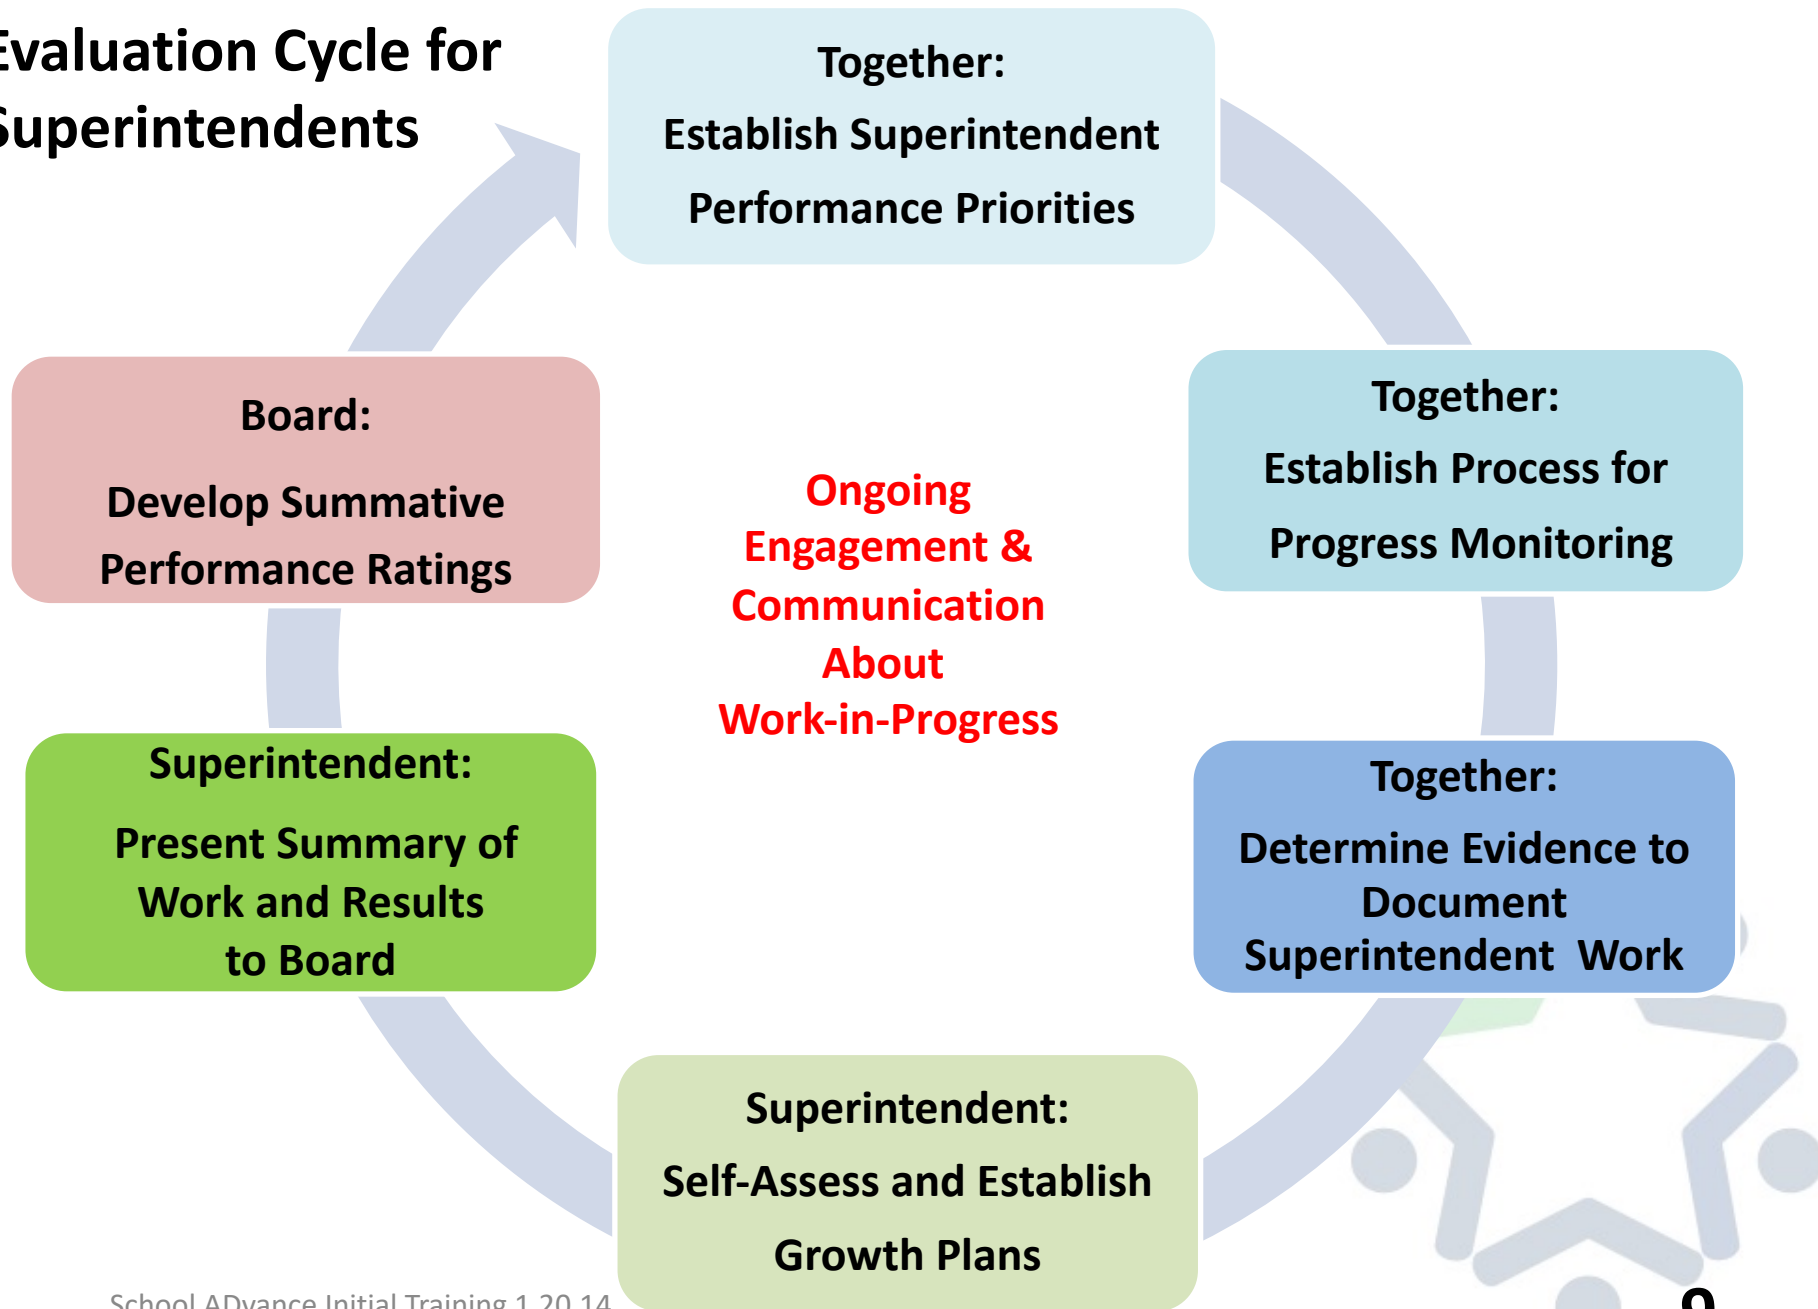 Evaluation Cycle for
Superintendents
Together:
Establish Superintendent
Performance Priorities
Together:
Establish Process for
Progress Monitoring
Together:
Determine Evidence to
Document
Superintendent Work
Superintendent:
Self-Assess and Establish
Growth Plans
Superintendent:
Present Summary of
Work and Results
to Board
Board:
Develop Summative
Performance Ratings
Ongoing
Engagement &
Communication
About
Work-in-Progress
School ADvance Initial Training 1.20.14